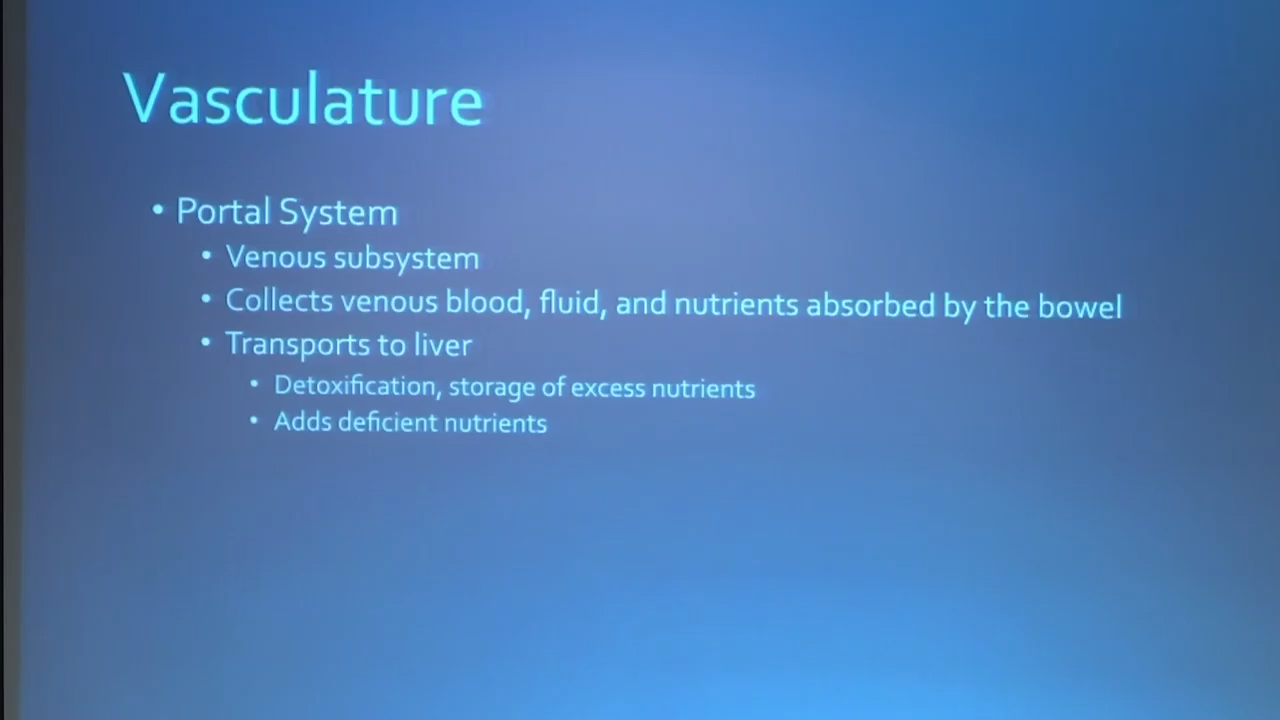 Vasculature
• Portal System
• Venous subsystem
• Collects venous blood, fluid, and nutrients absorbed by the bowel
• Transports to liver
• Detoxification, storage of excess nutrients
• Adds deficient nutrients